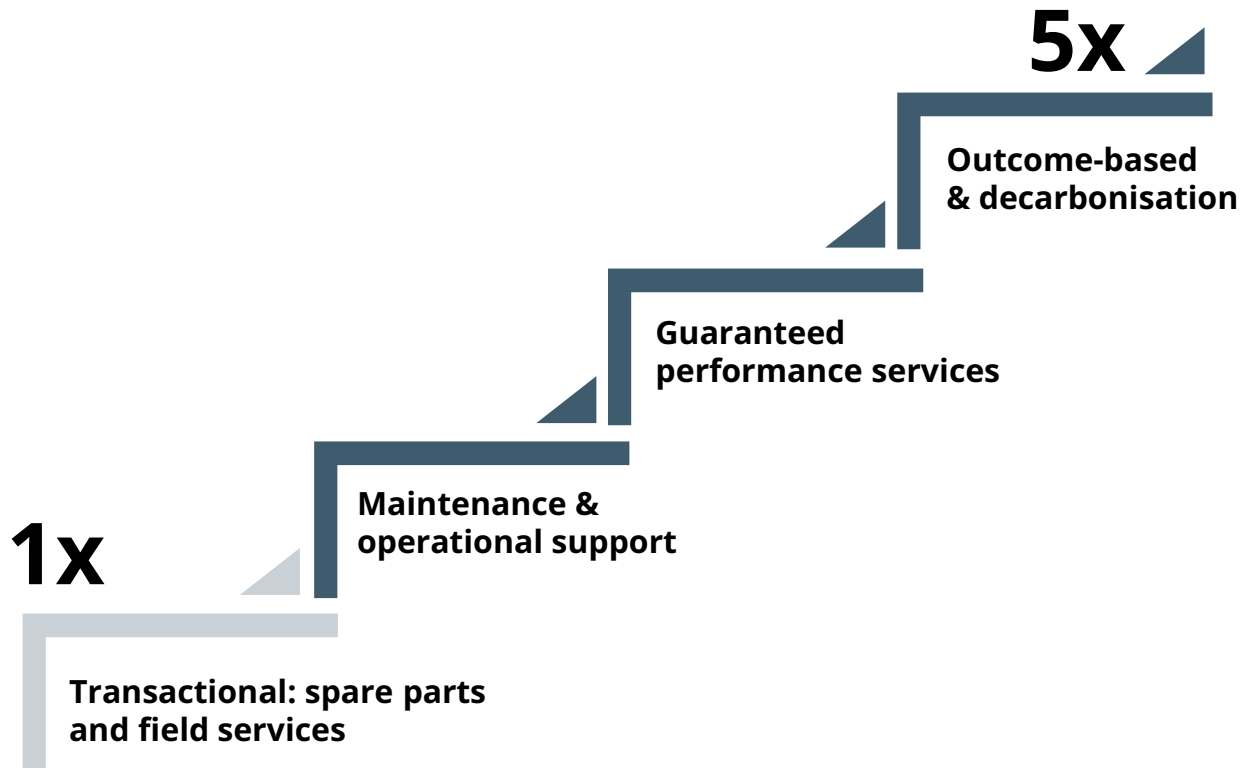 5x
Outcome-based
& decarbonisation
Guaranteed
performance services
Maintenance &
operational support
1x
Transactional: spare parts
and field services